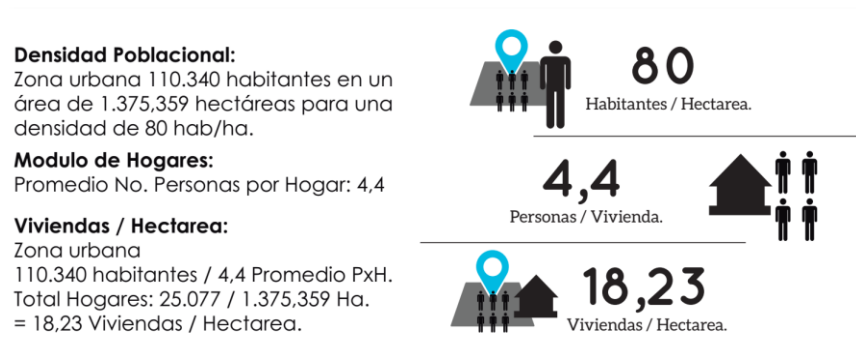 Densidad Poblacional:
Zona urbana 110.340 habitantes en un
área de 1.375,359 hectáreas para una
densidad de 80 hab/ha.
Modulo de Hogares:
Promedio No. Personas por Hogar: 4,4
Viviendas / Hectarea:
Zona urbana
110.340 habitantes / 4,4 Promedio PxH.
Total Hogares: 25.077 / 1.375,359 Ha.
= 18,23 Viviendas / Hectarea.
80
Habitantes / Hectarea.
4,4
Personas / Vivienda.
18,23
Viviendas / Hectarea.